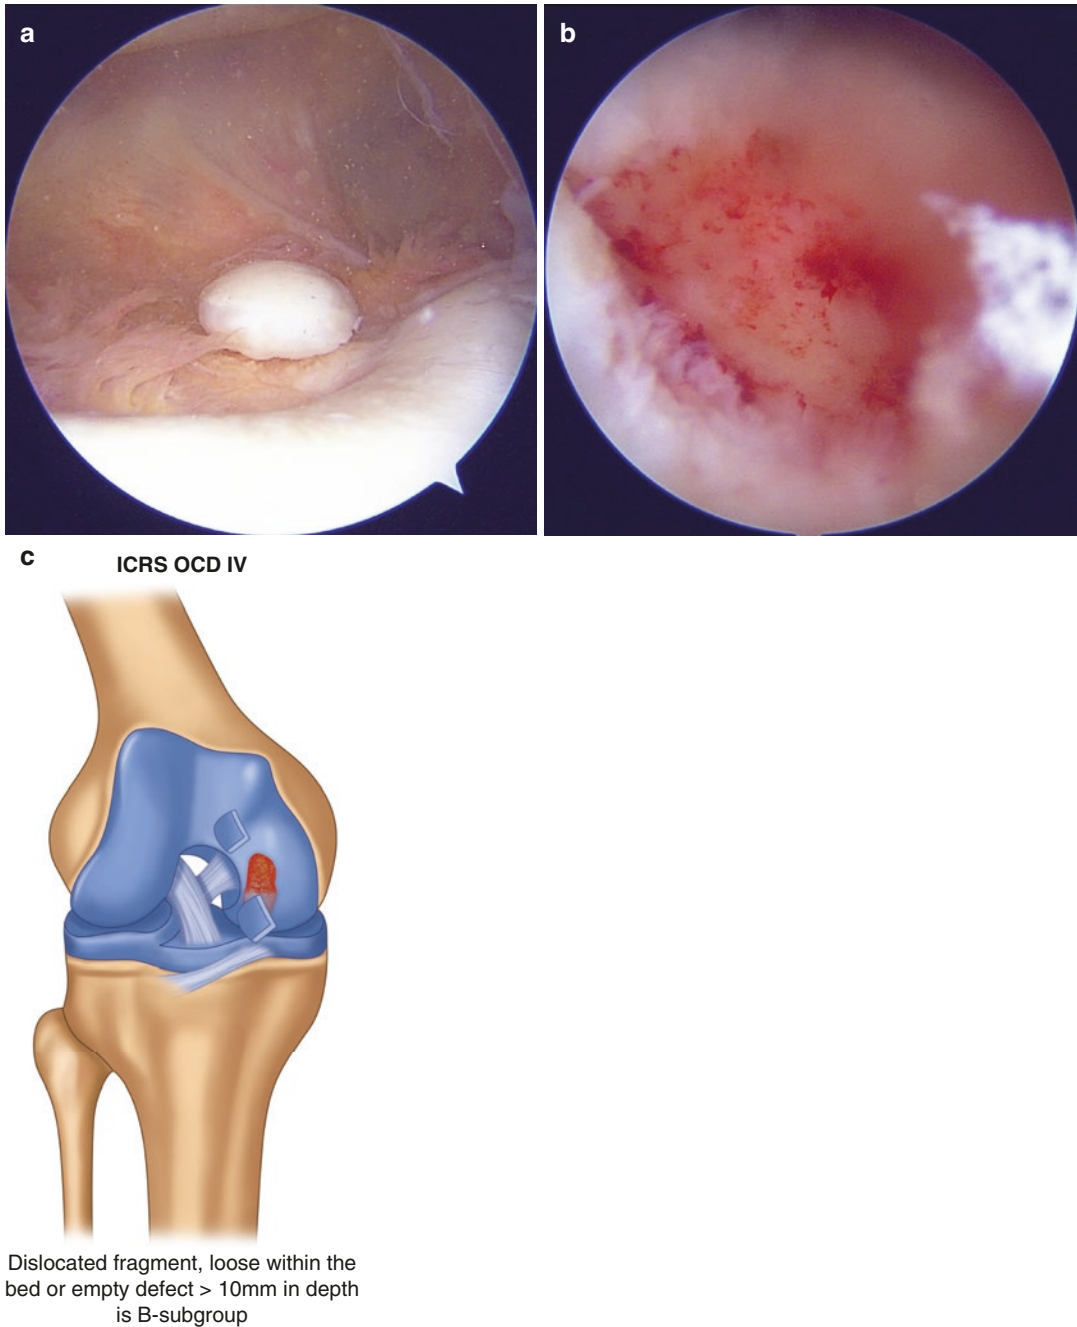 a
b
c
ICRS OCD IV
Dislocated fragment, loose within the
bed or empty defect > 10mm in depth
is B-subgroup